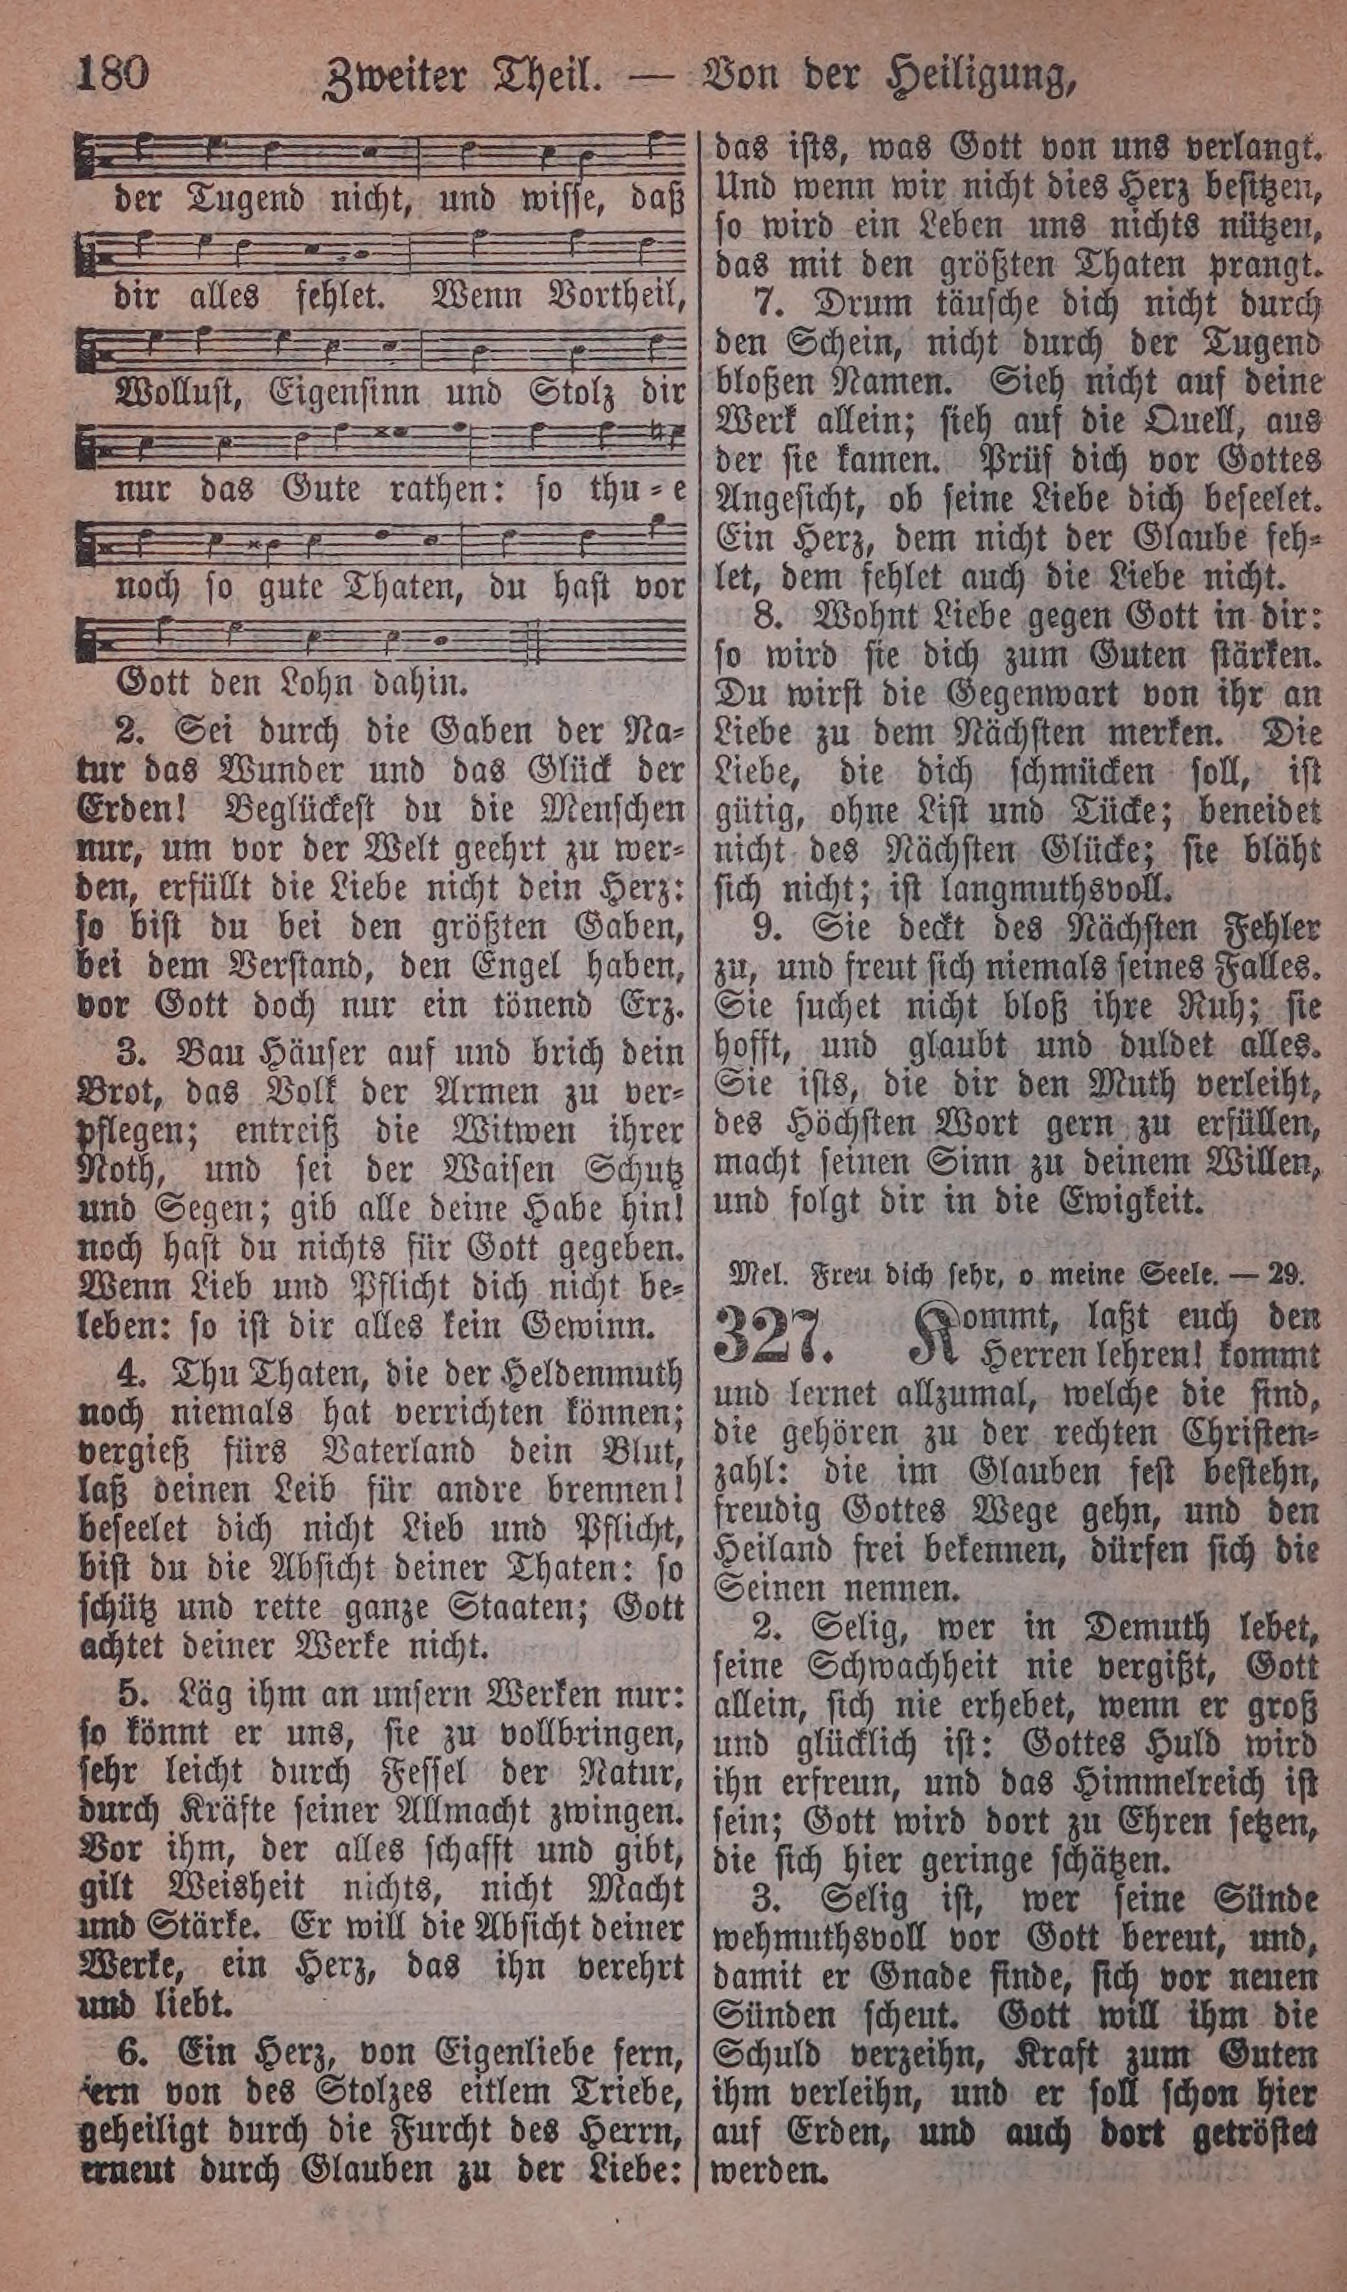 180 Zweiter Theil. — Von der Heiligung,
der Tugend nicht, und wisse, daß
dir alles fehlet. Wenn Vortheil,
Wollust, Eigensinn und Stolz dir
nur das Gute rathen: so thu-e
noch so gute Thaten, du hast vor
Gott den Lohn dahin.
2. Sei durch die Gaben der Na-
tur das Wunder und das Glück der
Erden! Beglückest du die Menschen
nur, um vor der Welt geehrt zu wer-
den, erfüllt die Liebe nicht dein Herz:
so bist du bei den größten Gaben,
bei dem Verstand, den Engel haben,
vor Gott doch nur ein tönend Erz.
3. Bau Häuser auf und brich dein
Brot, das Volk der Armen zu ver-
pflegen; entreiß die Witwen ihrer
Noth, und sei der Waisen Schutz
und Segen; gib alle deine Habe hin!
noch hast du nichts für Gott gegeben.
Wenn Lieb und Pflicht dich nicht be-
leben: so ist dir alles kein Gewinn.
4. Thu Thaten, die der Heldenmuth
noch niemals hat verrichten können;
vergieß fürs Vaterland dein Blut,
laß deinen Leib für andre brennen!
beseelet dich nicht Lieb und Pflicht,
bist du die Absicht deiner Thaten: so
schütz und rette ganze Staaten; Gott
achtet deiner Werke nicht.
5. Läg ihm an unsern Werken nur:
so könnt er uns, sie zu vollbringen,
sehr leicht durch Fessel der Natur,
durch Kräfte seiner Allmacht zwingen.
Vor ihm, der alles schafft und gibt,
gilt Weisheit nichts, nicht Macht
und Stärke. Er will die Absicht deiner
Werke, ein Herz, das ihn verehrt
und liebt.
6. Ein Herz, von Eigenliebe fern,
fern von des Stolzes eitlem Triebe,
geheiligt durch die Furcht des Herrn,
erneut durch Glauben zu der Liebe:
das ists, was Gott von uns verlangt.
Und wenn wir nicht dies Herz besitzen,
so wird ein Leben uns nichts nützen,
das mit den größten Thaten prangt.
7. Drum täusche dich nicht durch
den Schein, nicht durch der Tugend
bloßen Namen. Sieh nicht auf deine
Werk allein; sieh auf die Quell, aus
der sie kamen. Prüf dich vor Gottes
Angesicht, ob seine Liebe dich beseelet.
Ein Herz, dem nicht der Glaube feh-
let, dem fehlet auch die Liebe nicht.
8. Wohnt Liebe gegen Gott in dir:
so wird sie dich zum Guten stärken.
Du wirst die Gegenwart von ihr an
Liebe zu dem Nächsten merken. Die
Liebe, die dich schmücken soll, ist
gütig, ohne List und Tücke; beneidet
nicht des Nächsten Glücke; sie bläht
sich nicht; ist langmuthsvoll.
9. Sie deckt des Nächsten Fehler
zu, und freut sich niemals seines Falles.
Sie suchet nicht bloß ihre Ruh; sie
hofft, und glaubt und duldet alles.
Sie ists, die dir den Muth verleiht,
des Höchsten Wort gern zu erfüllen,
macht seinen Sinn zu deinem Willen,
und folgt dir in die Ewigkeit.
Mel. Freu dich sehr, o meine Seele. — 29.
327. Kommt, laßt euch den
Herren lehren! kommt
und lernet allzumal, welche die sind,
die gehören zu der rechten Christen-
zahl: die im Glauben fest bestehn,
freudig Gottes Wege gehn, und den
Heiland frei bekennen, dürfen sich die
Seinen nennen.
2. Selig, wer in Demuth lebet,
seine Schwachheit nie vergißt, Gott
allein, sich nie erhebet, wenn er groß
und glücklich ist: Gottes Huld wird
ihn erfreun, und das Himmelreich ist
sein; Gott wird dort zu Ehren setzen,
die sich hier geringe schätzen.
3. Selig ist, wer seine Sünde
wehmuthsvoll vor Gott bereut, und,
damit er Gnade finde, sich vor neuen
Sünden scheut. Gott will ihm die
Schuld verzeihn, Kraft zum Guten
ihm verleihn, und er soll schon hier
auf Erden, und auch dort getröstet
werden.